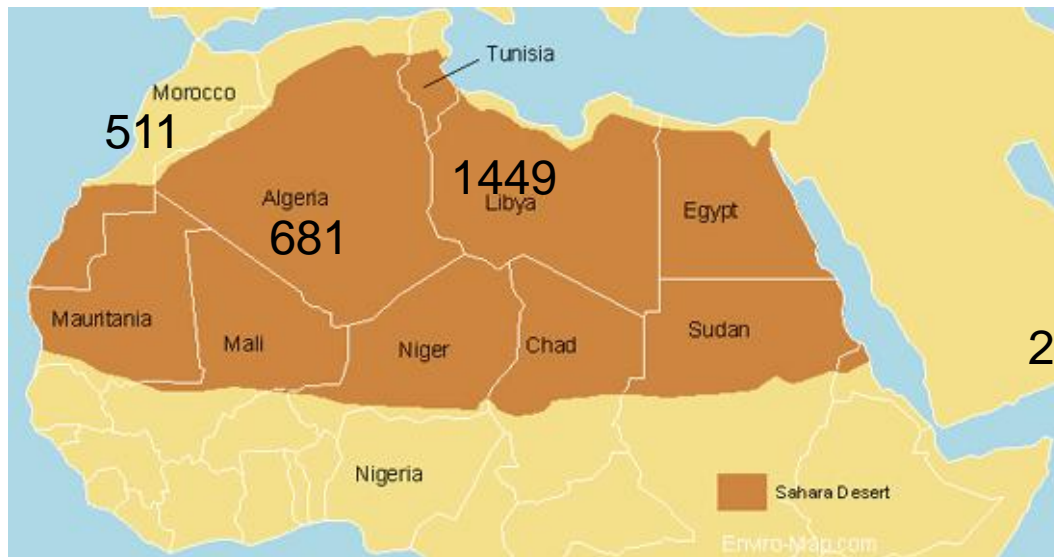 Tunisia
Morocco
511
1449
Algeria
Libya
Egypt
681
Mauritania
Mali
Niger
Chad
Sudan
2
Nigeria
Sahara Desert
Enviro-Map.com